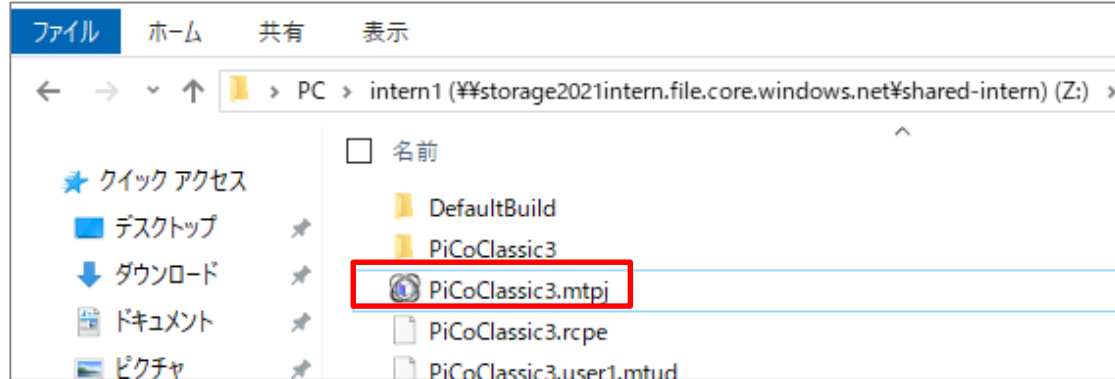 ファイル ホーム 共有 表示
PC › intern1 (¥¥storage2021intern.file.core.windows.net¥shared-intern) (Z:) ›
名前
クイック アクセス
デスクトップ
ダウンロード
ドキュメント
ピクチャ
DefaultBuild
PiCoClassic3
PiCoClassic3.mtpj
PiCoClassic3.rcpe
PiCoClassic3.user1.mtud